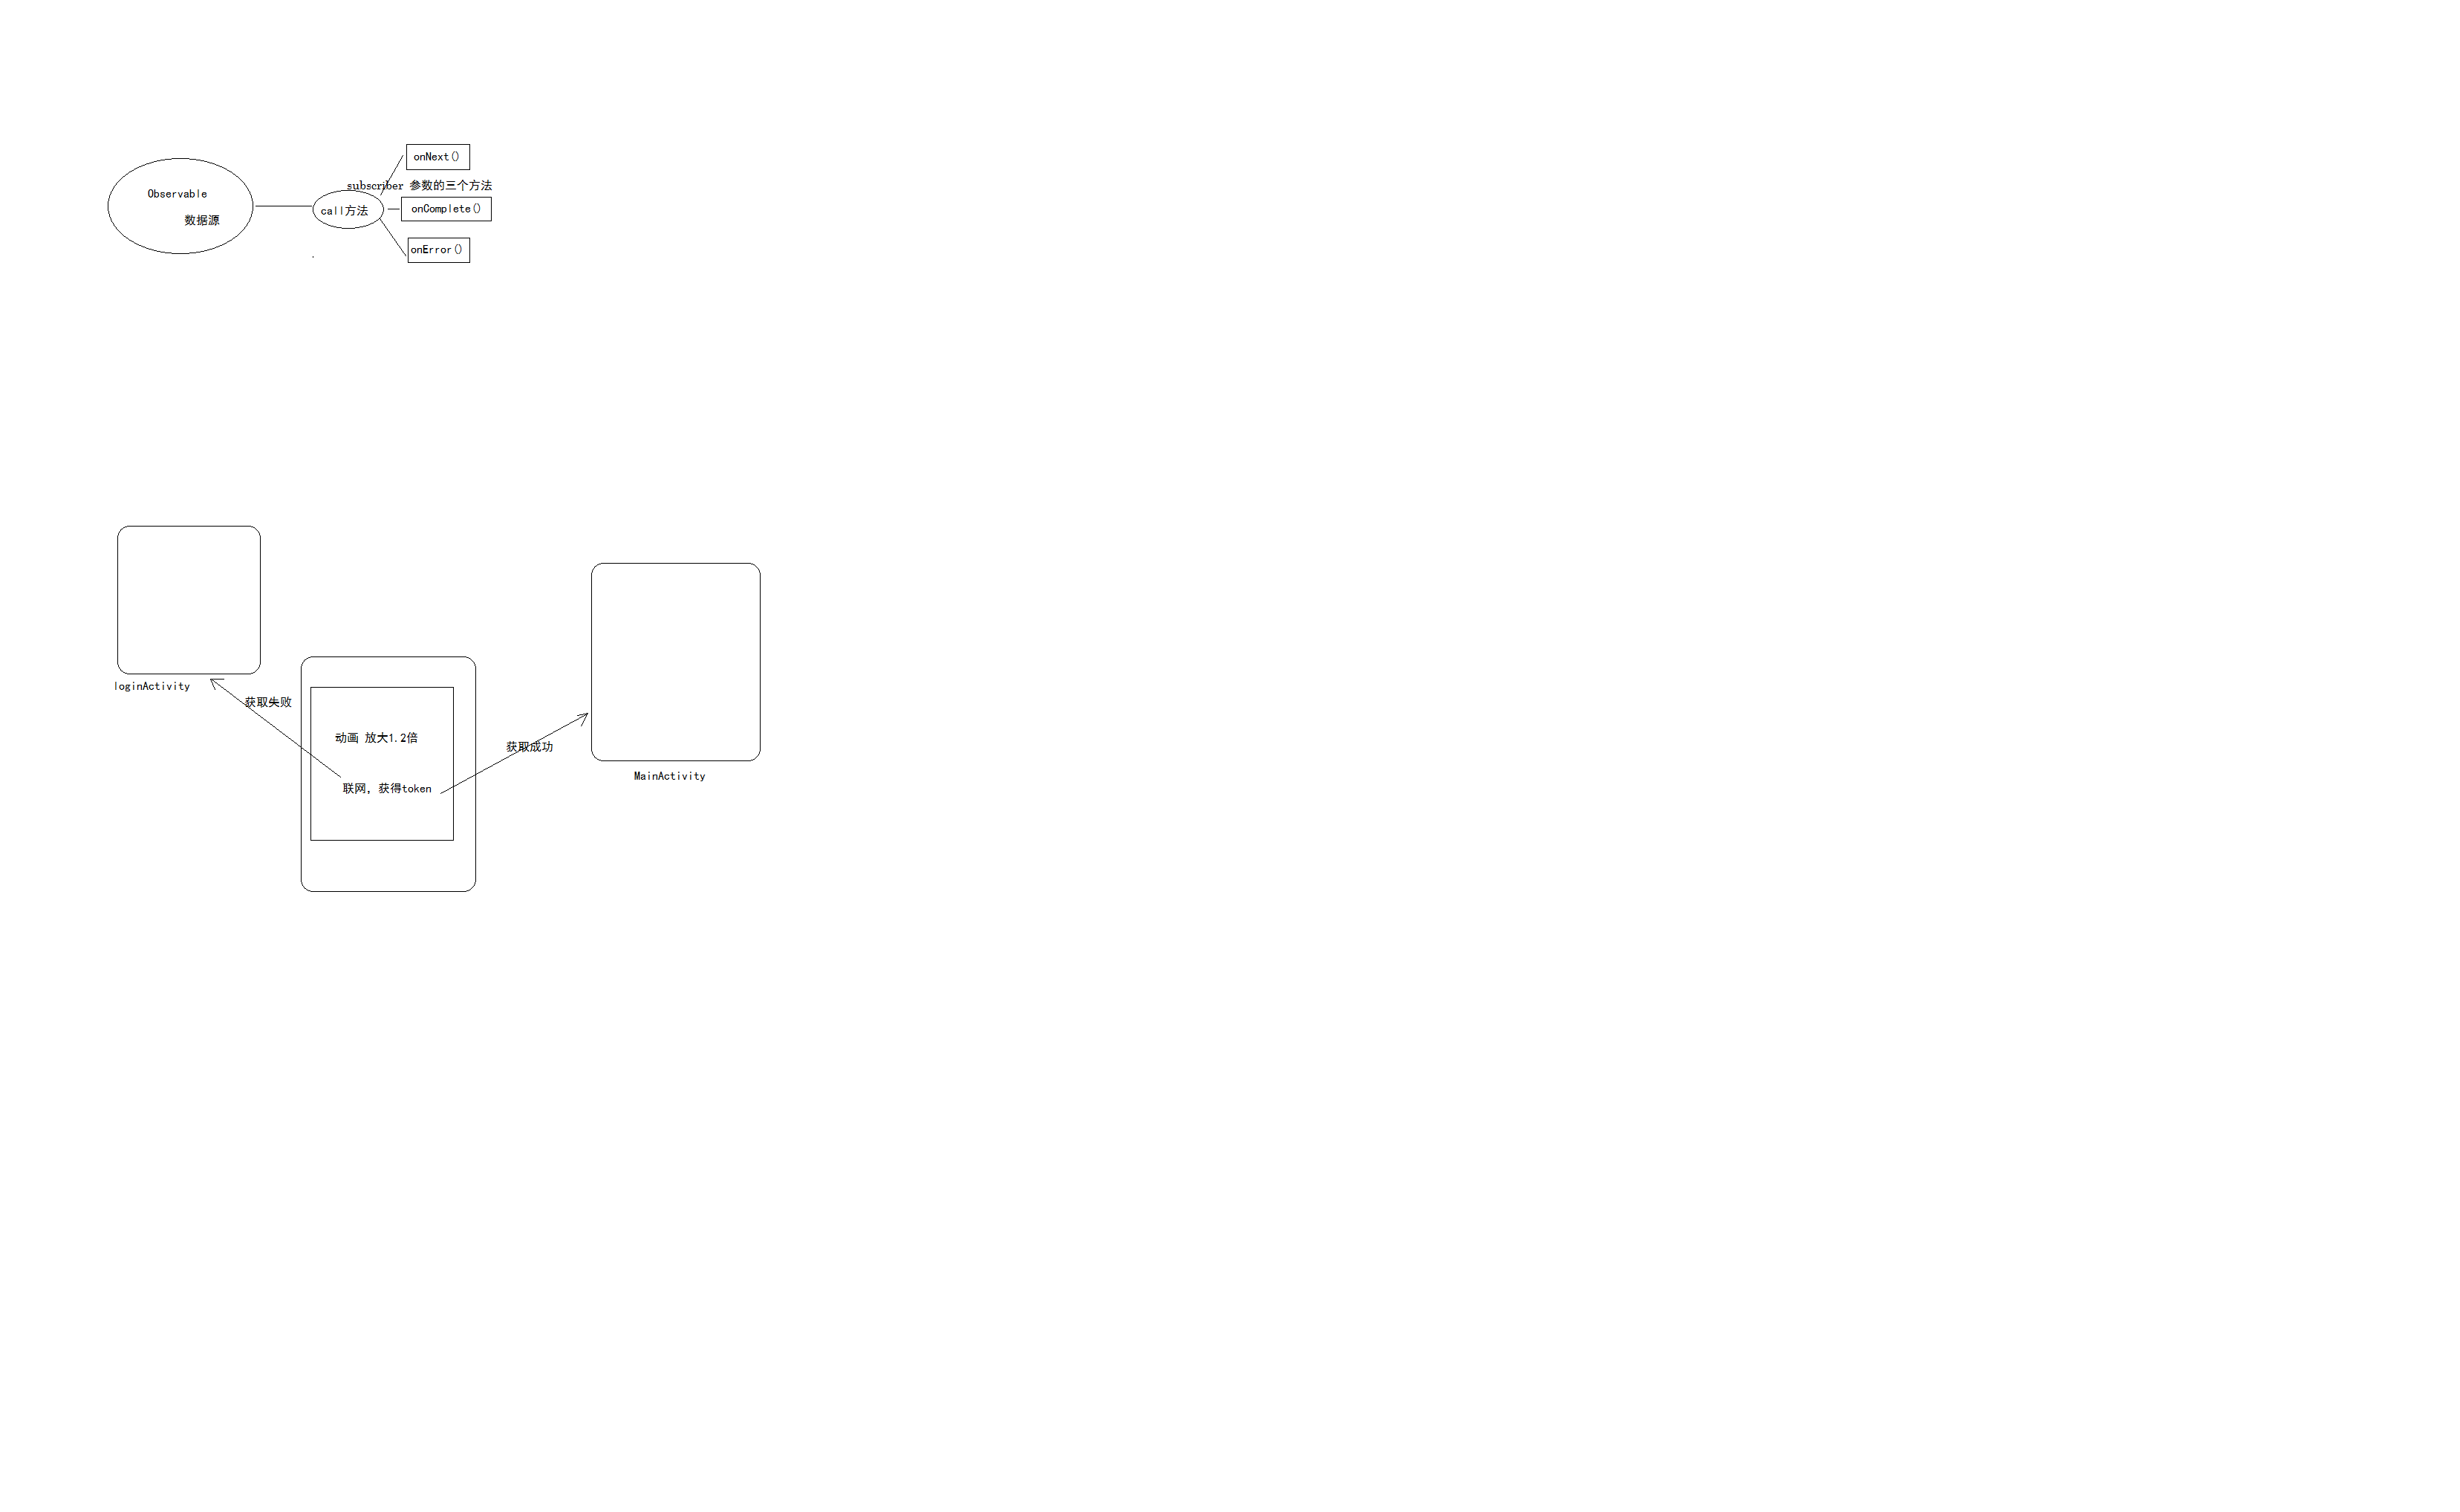 onNext()
subscriber 参数的三个方法
Observable
数据源
call方法
onComplete()
onError()
loginActivity
获取失败
动画 放大1.2倍
获取成功
联网，获得token
MainActivity